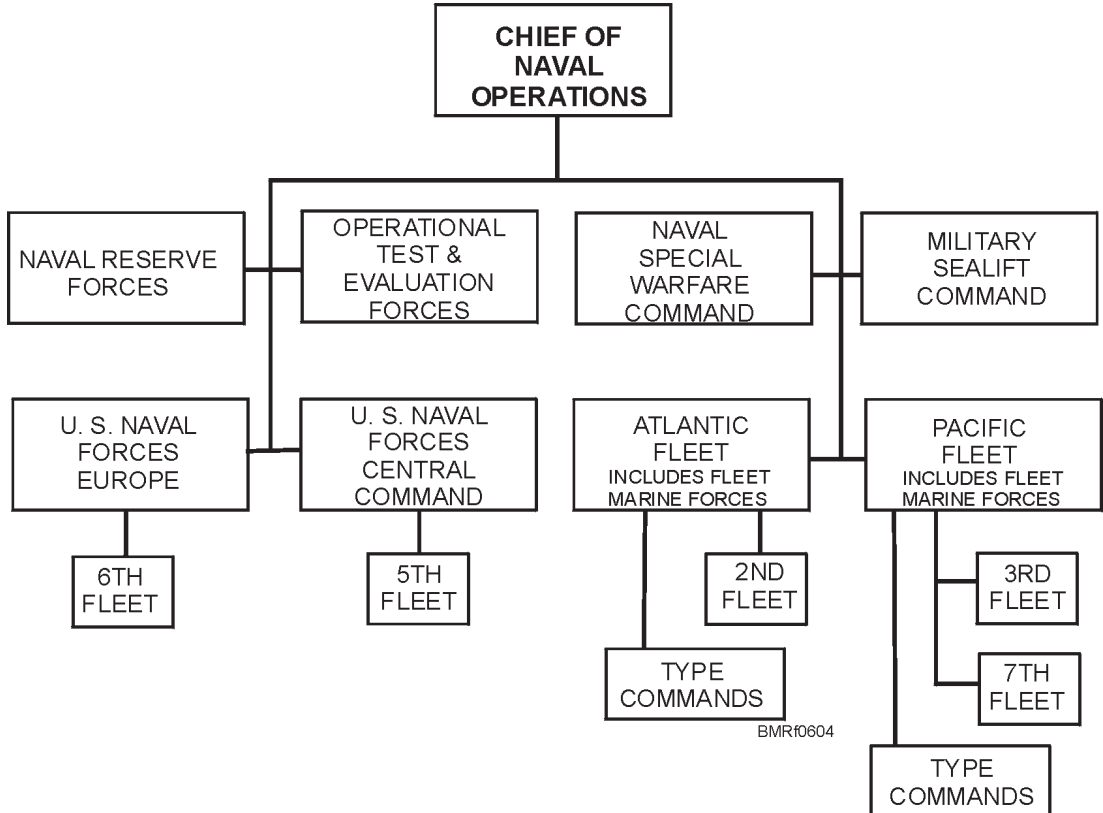 CHIEF OF
NAVAL
OPERATIONS
NAVAL RESERVE
FORCES
OPERATIONAL
TEST &
EVALUATION
FORCES
NAVAL
SPECIAL
WARFARE
COMMAND
MILITARY
SEALIFT
COMMAND
U. S. NAVAL
FORCES
EUROPE
U. S. NAVAL
FORCES
CENTRAL
COMMAND
ATLANTIC
FLEET
INCLUDES FLEET
MARINE FORCES
PACIFIC
FLEET
INCLUDES FLEET
MARINE FORCES
6TH
FLEET
5TH
FLEET
2ND
FLEET
3RD
FLEET
TYPE
COMMANDS
7TH
FLEET
BMRf0604
TYPE
COMMANDS